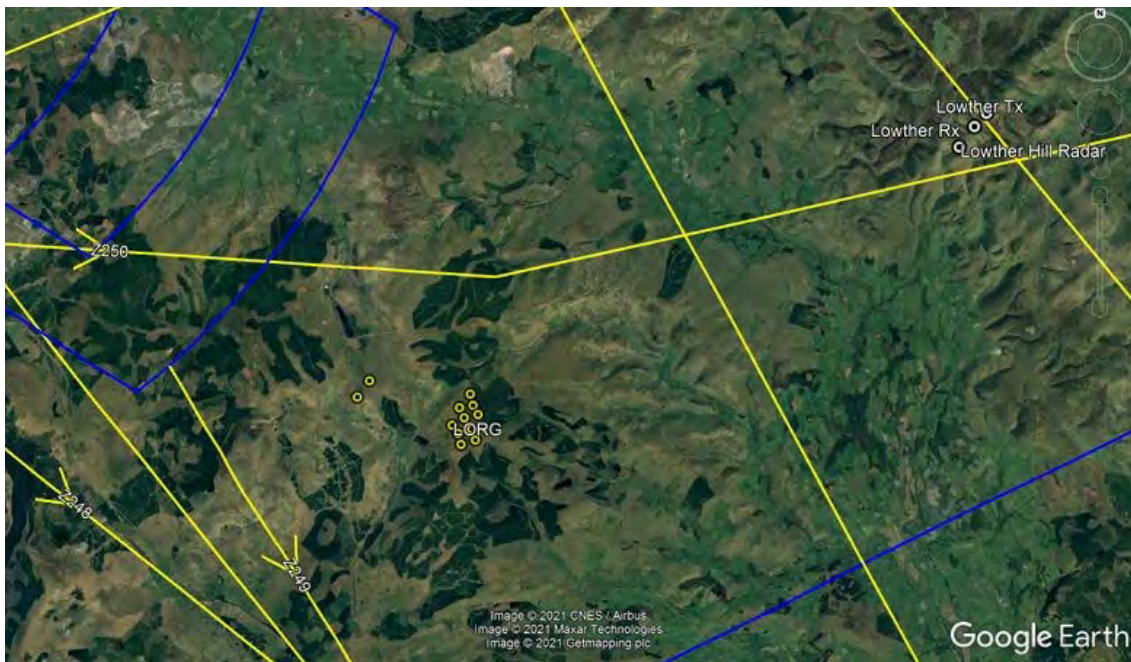 N
Lowther Tx
Lowther Rx
Lowther Hill Radar
Z250
LORG
Z248
Z249
Image © 2021 CNES / Airbus
Image © 2021 Maxar Technologies
Image © 2021 Getmapping plc
Google Earth